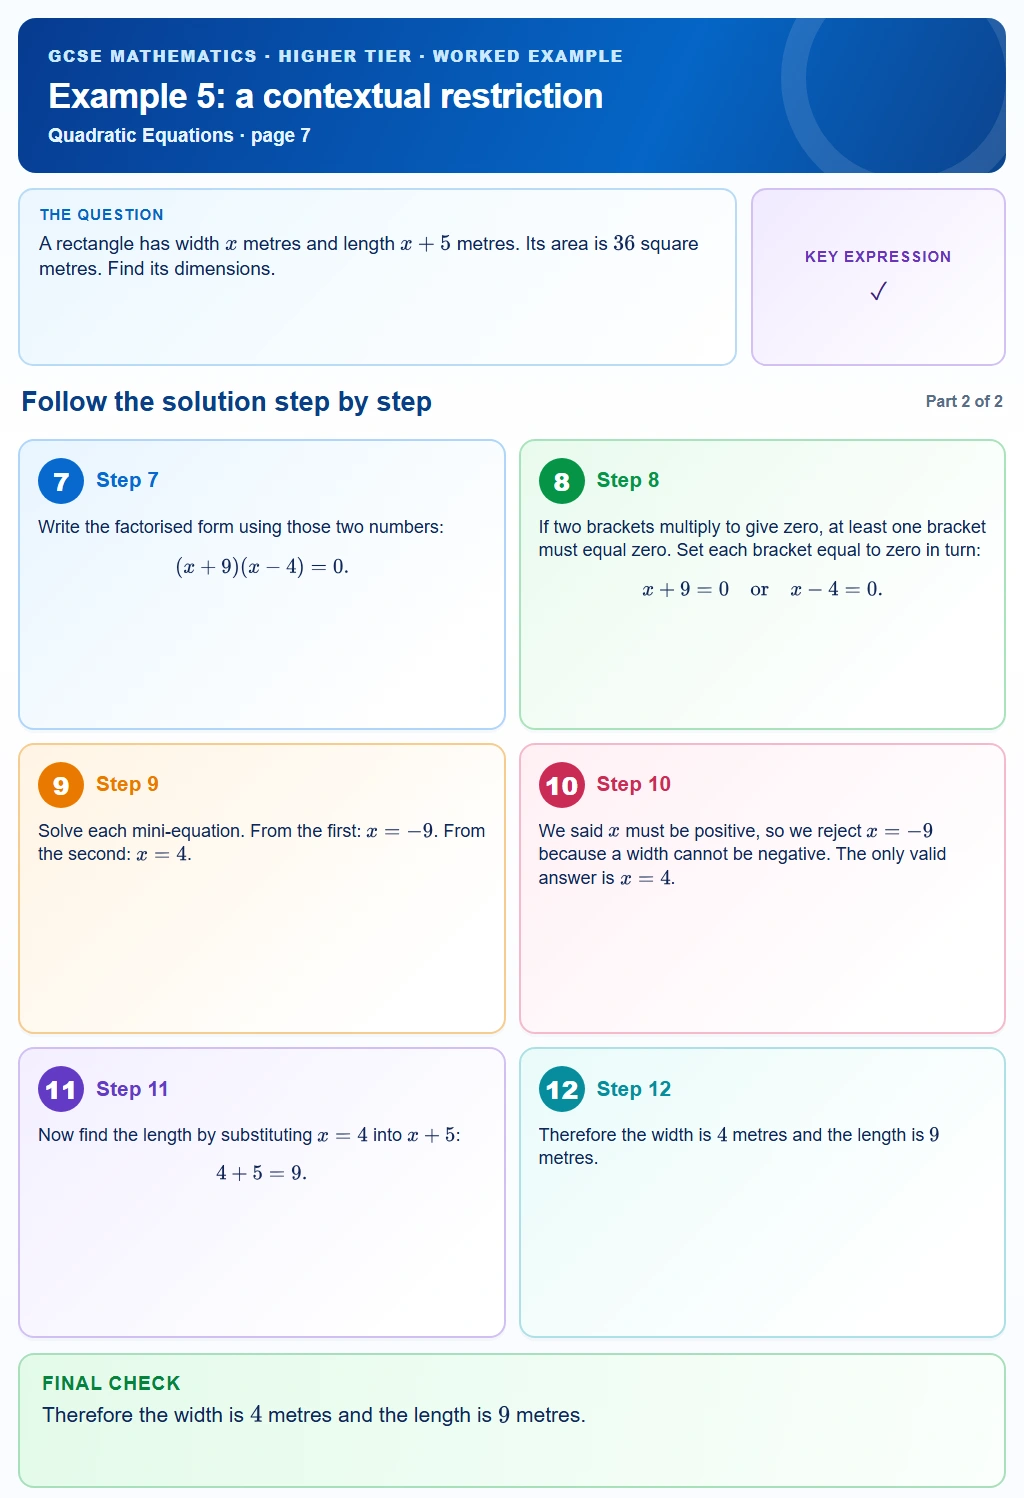 GCSE MATHEMATICS · HIGHER TIER · WORKED EXAMPLE
Example 5: a contextual restriction
Quadratic Equations · page 7
THE QUESTION
A rectangle has width x metres and length x + 5 metres. Its area is 36 square
metres. Find its dimensions.
KEY EXPRESSION
✓
Follow the solution step by step
Part 2 of 2
7 Step 7
Write the factorised form using those two numbers:
(x + 9)(x − 4) = 0.
8 Step 8
If two brackets multiply to give zero, at least one bracket
must equal zero. Set each bracket equal to zero in turn:
x + 9 = 0 or x − 4 = 0.
9 Step 9
Solve each mini-equation. From the first: x = −9. From
the second: x = 4.
10 Step 10
We said x must be positive, so we reject x = −9
because a width cannot be negative. The only valid
answer is x = 4.
11 Step 11
Now find the length by substituting x = 4 into x + 5:
4 + 5 = 9.
12 Step 12
Therefore the width is 4 metres and the length is 9
metres.
FINAL CHECK
Therefore the width is 4 metres and the length is 9 metres.